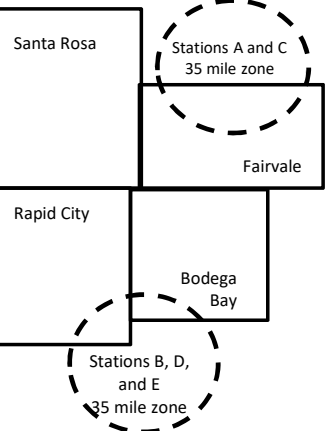 Santa Rosa
Stations A and C
35 mile zone
Fairvale
Rapid City
Bodega
Bay
Stations B, D,
and E
35 mile zone